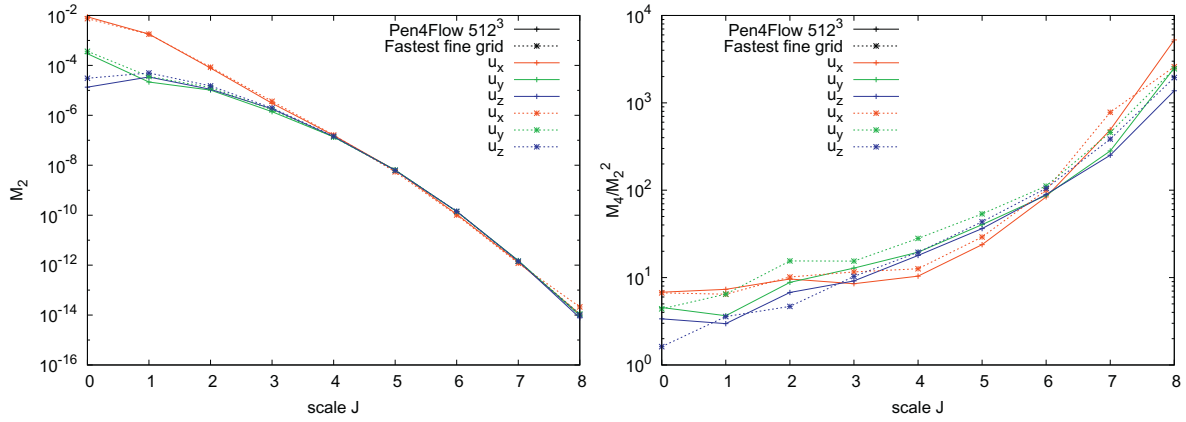 10^-2
10^-4
10^-6
10^-8
10^-10
10^-12
10^-14
10^-16
M_2
0 1 2 3 4 5 6 7 8
scale J
Pen4Flow 512^3
Fastest fine grid
u_x
u_y
u_z
u_x
u_y
u_z
10^4
10^3
10^2
10^1
10^0
M_4/M_2^2
0 1 2 3 4 5 6 7 8
scale J
Pen4Flow 512^3
Fastest fine grid
u_x
u_y
u_z
u_x
u_y
u_z